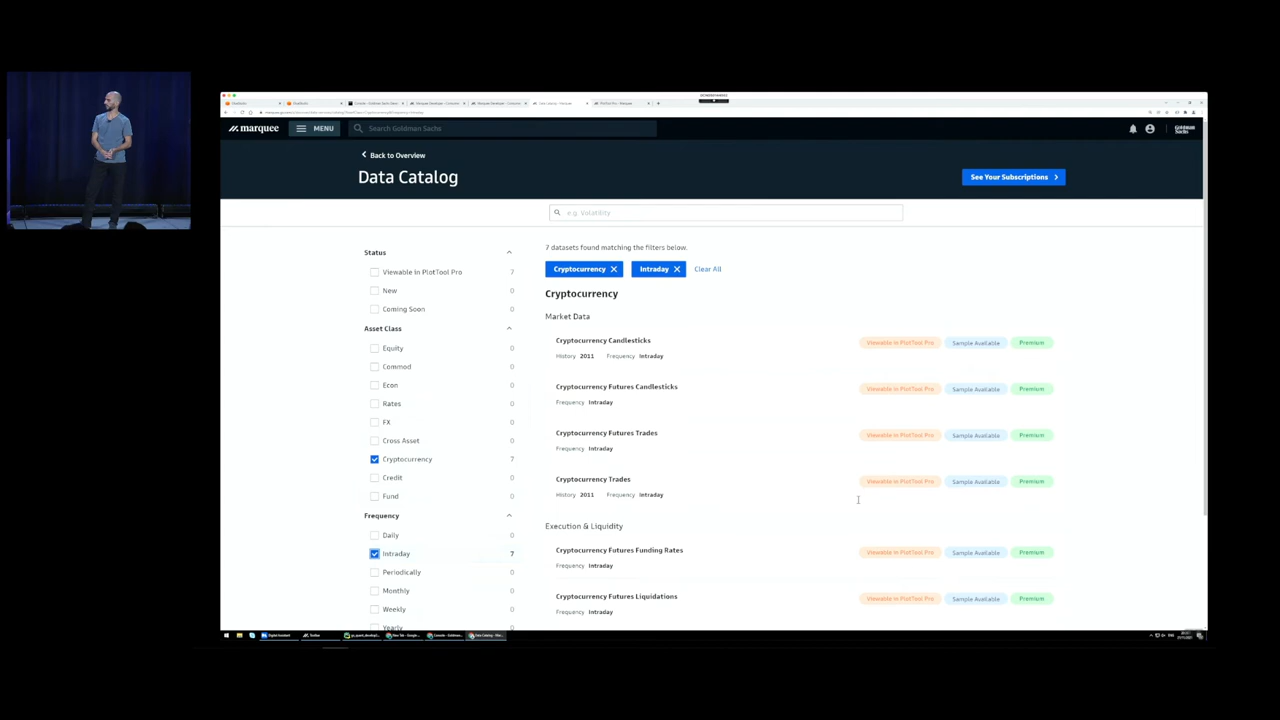 marquee MENU Search Goldman Sachs Goldman Sachs
Back to Overview
Data Catalog
See Your Subscriptions
e.g. Volatility
Status
Viewable in PlotTool Pro 7
New 0
Coming Soon 0
Asset Class
Equity 0
Commod 0
Econ 0
Rates 0
FX 0
Cross Asset 0
Cryptocurrency 7
Credit 0
Fund 0
Frequency
Daily 0
Intraday 7
Periodically 0
Monthly 0
Weekly 0
Yearly
7 datasets found matching the filters below.
Cryptocurrency Intraday Clear All
Cryptocurrency
Market Data
Cryptocurrency Candlesticks
History 2011 Frequency Intraday
Viewable in PlotTool Pro Sample Available Premium
Cryptocurrency Futures Candlesticks
Frequency Intraday
Viewable in PlotTool Pro Sample Available Premium
Cryptocurrency Futures Trades
Frequency Intraday
Viewable in PlotTool Pro Sample Available Premium
Cryptocurrency Trades
History 2011 Frequency Intraday
Viewable in PlotTool Pro Sample Available Premium
Execution & Liquidity
Cryptocurrency Futures Funding Rates
Frequency Intraday
Viewable in PlotTool Pro Sample Available Premium
Cryptocurrency Futures Liquidations
Frequency Intraday
Viewable in PlotTool Pro Sample Available Premium